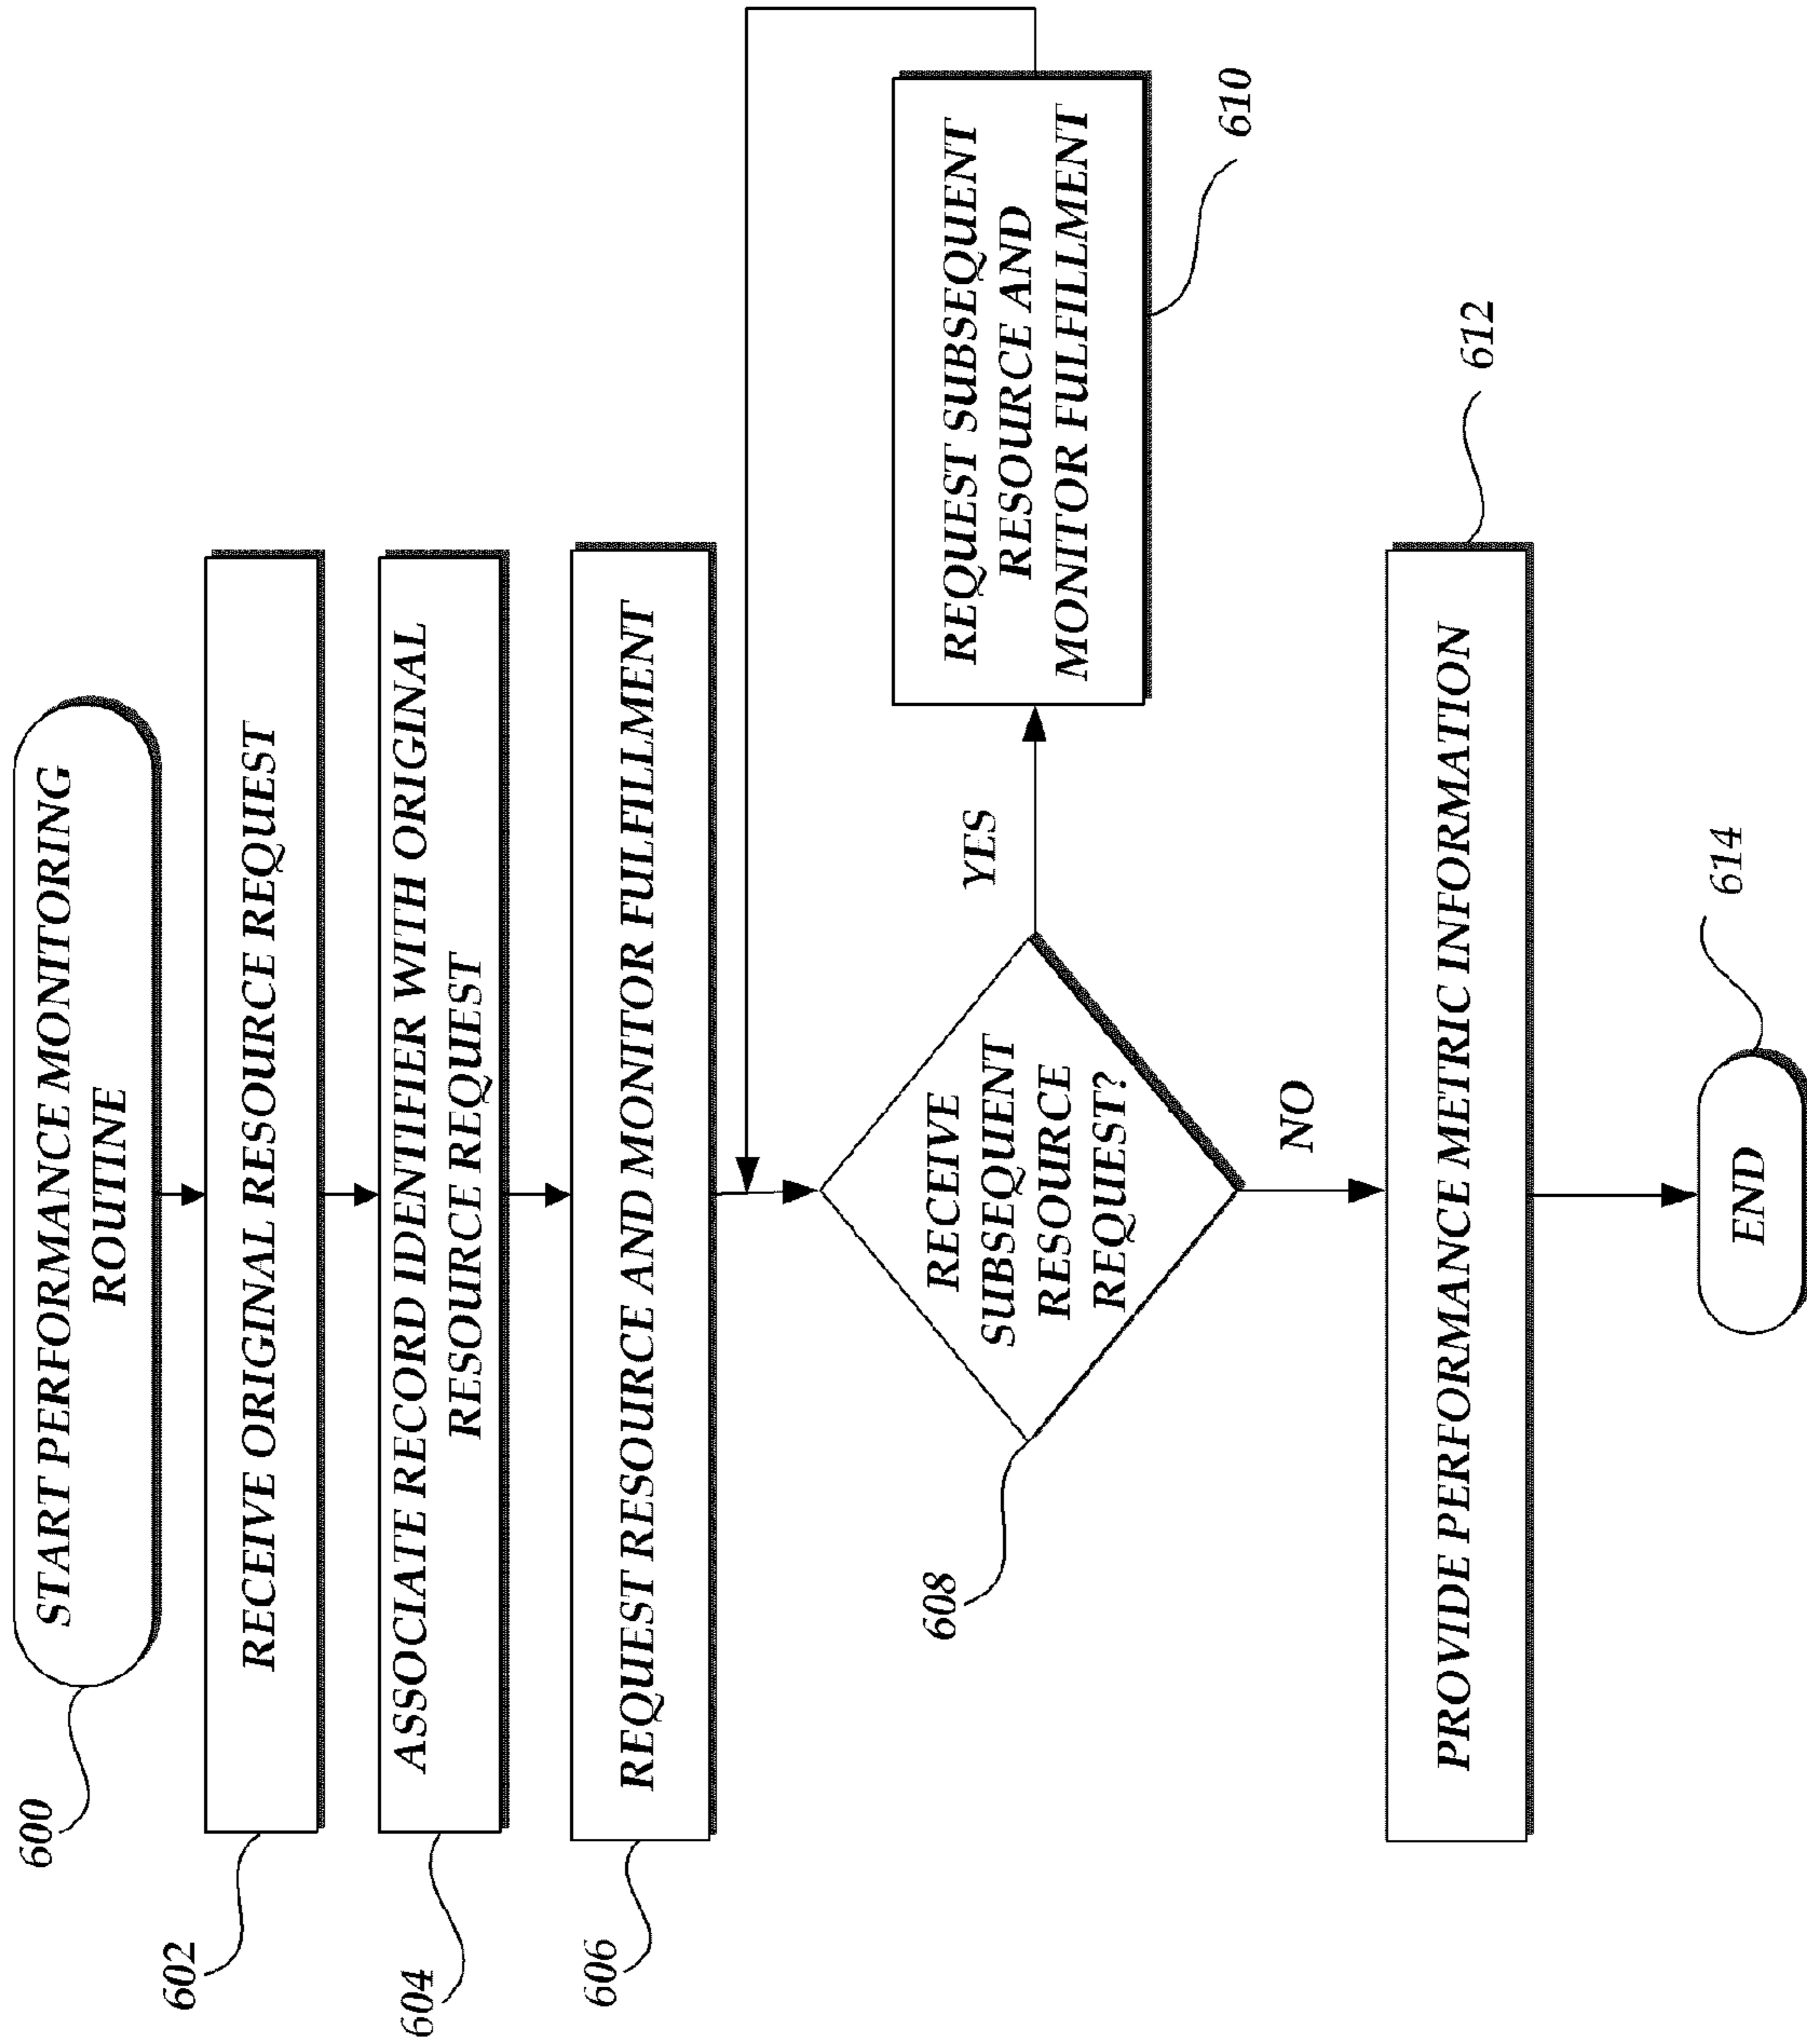 600
START PERFORMANCE MONITORING
ROUTINE
602
RECEIVE ORIGNAL RESOURCE REQUEST
604
ASSOCIATE RECORD IDENTIFIER WITH ORIGINAL
RESOURCE REQUEST
606
REQUEST RESOURCE AND MONITOR FULFILLMENT
608
RECEIVE
SUBSEQUENT
RESOURCE
REQUEST?
YES
REQUEST SUBSEQUENT
RESOURCE AND
MONITOR FULFILLMENT
610
NO
PROVIDE PERFORMANCE METRIC INFORMATION
612
END
614